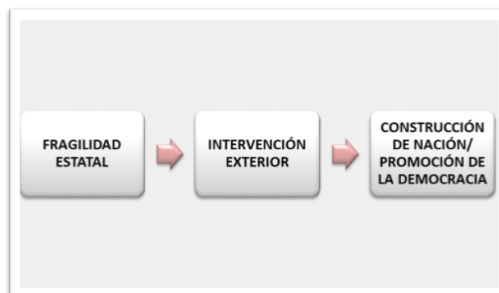 FRAGILIDAD
ESTATAL
INTERVENCIÓN
EXTERIOR
CONSTRUCCIÓN
DE NACIÓN/
PROMOCIÓN DE
LA DEMOCRACIA